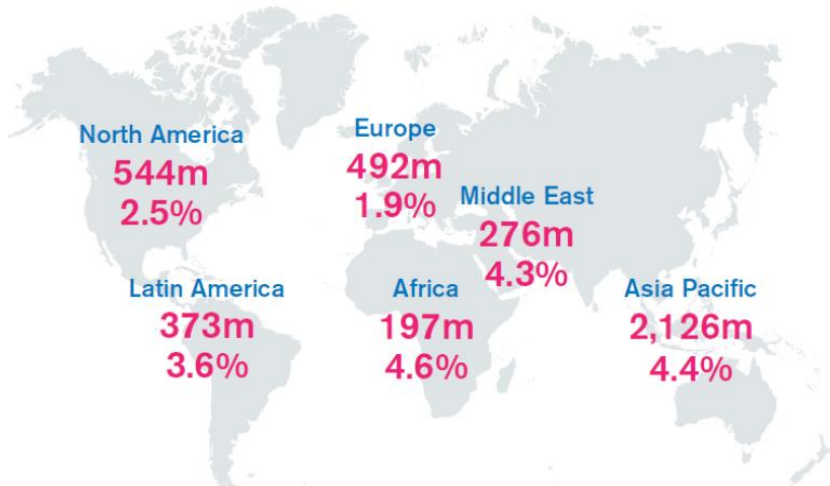 North America
544m
2.5%
Europe
492m
1.9%
Middle East
276m
4.3%
Latin America
373m
3.6%
Africa
197m
4.6%
Asia Pacific
2,126m
4.4%